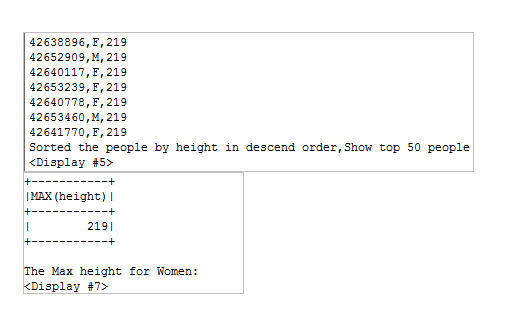 42638896,F,219
42652909,M,219
42640117,F,219
42653239,F,219
42640778,F,219
42653460,M,219
42641770,F,219
Sorted the people by height in descend order,Show top 50 people
<Display #5>
+-----------+
|MAX(height)|
+-----------+
|        219|
+-----------+
The Max height for Women:
<Display #7>